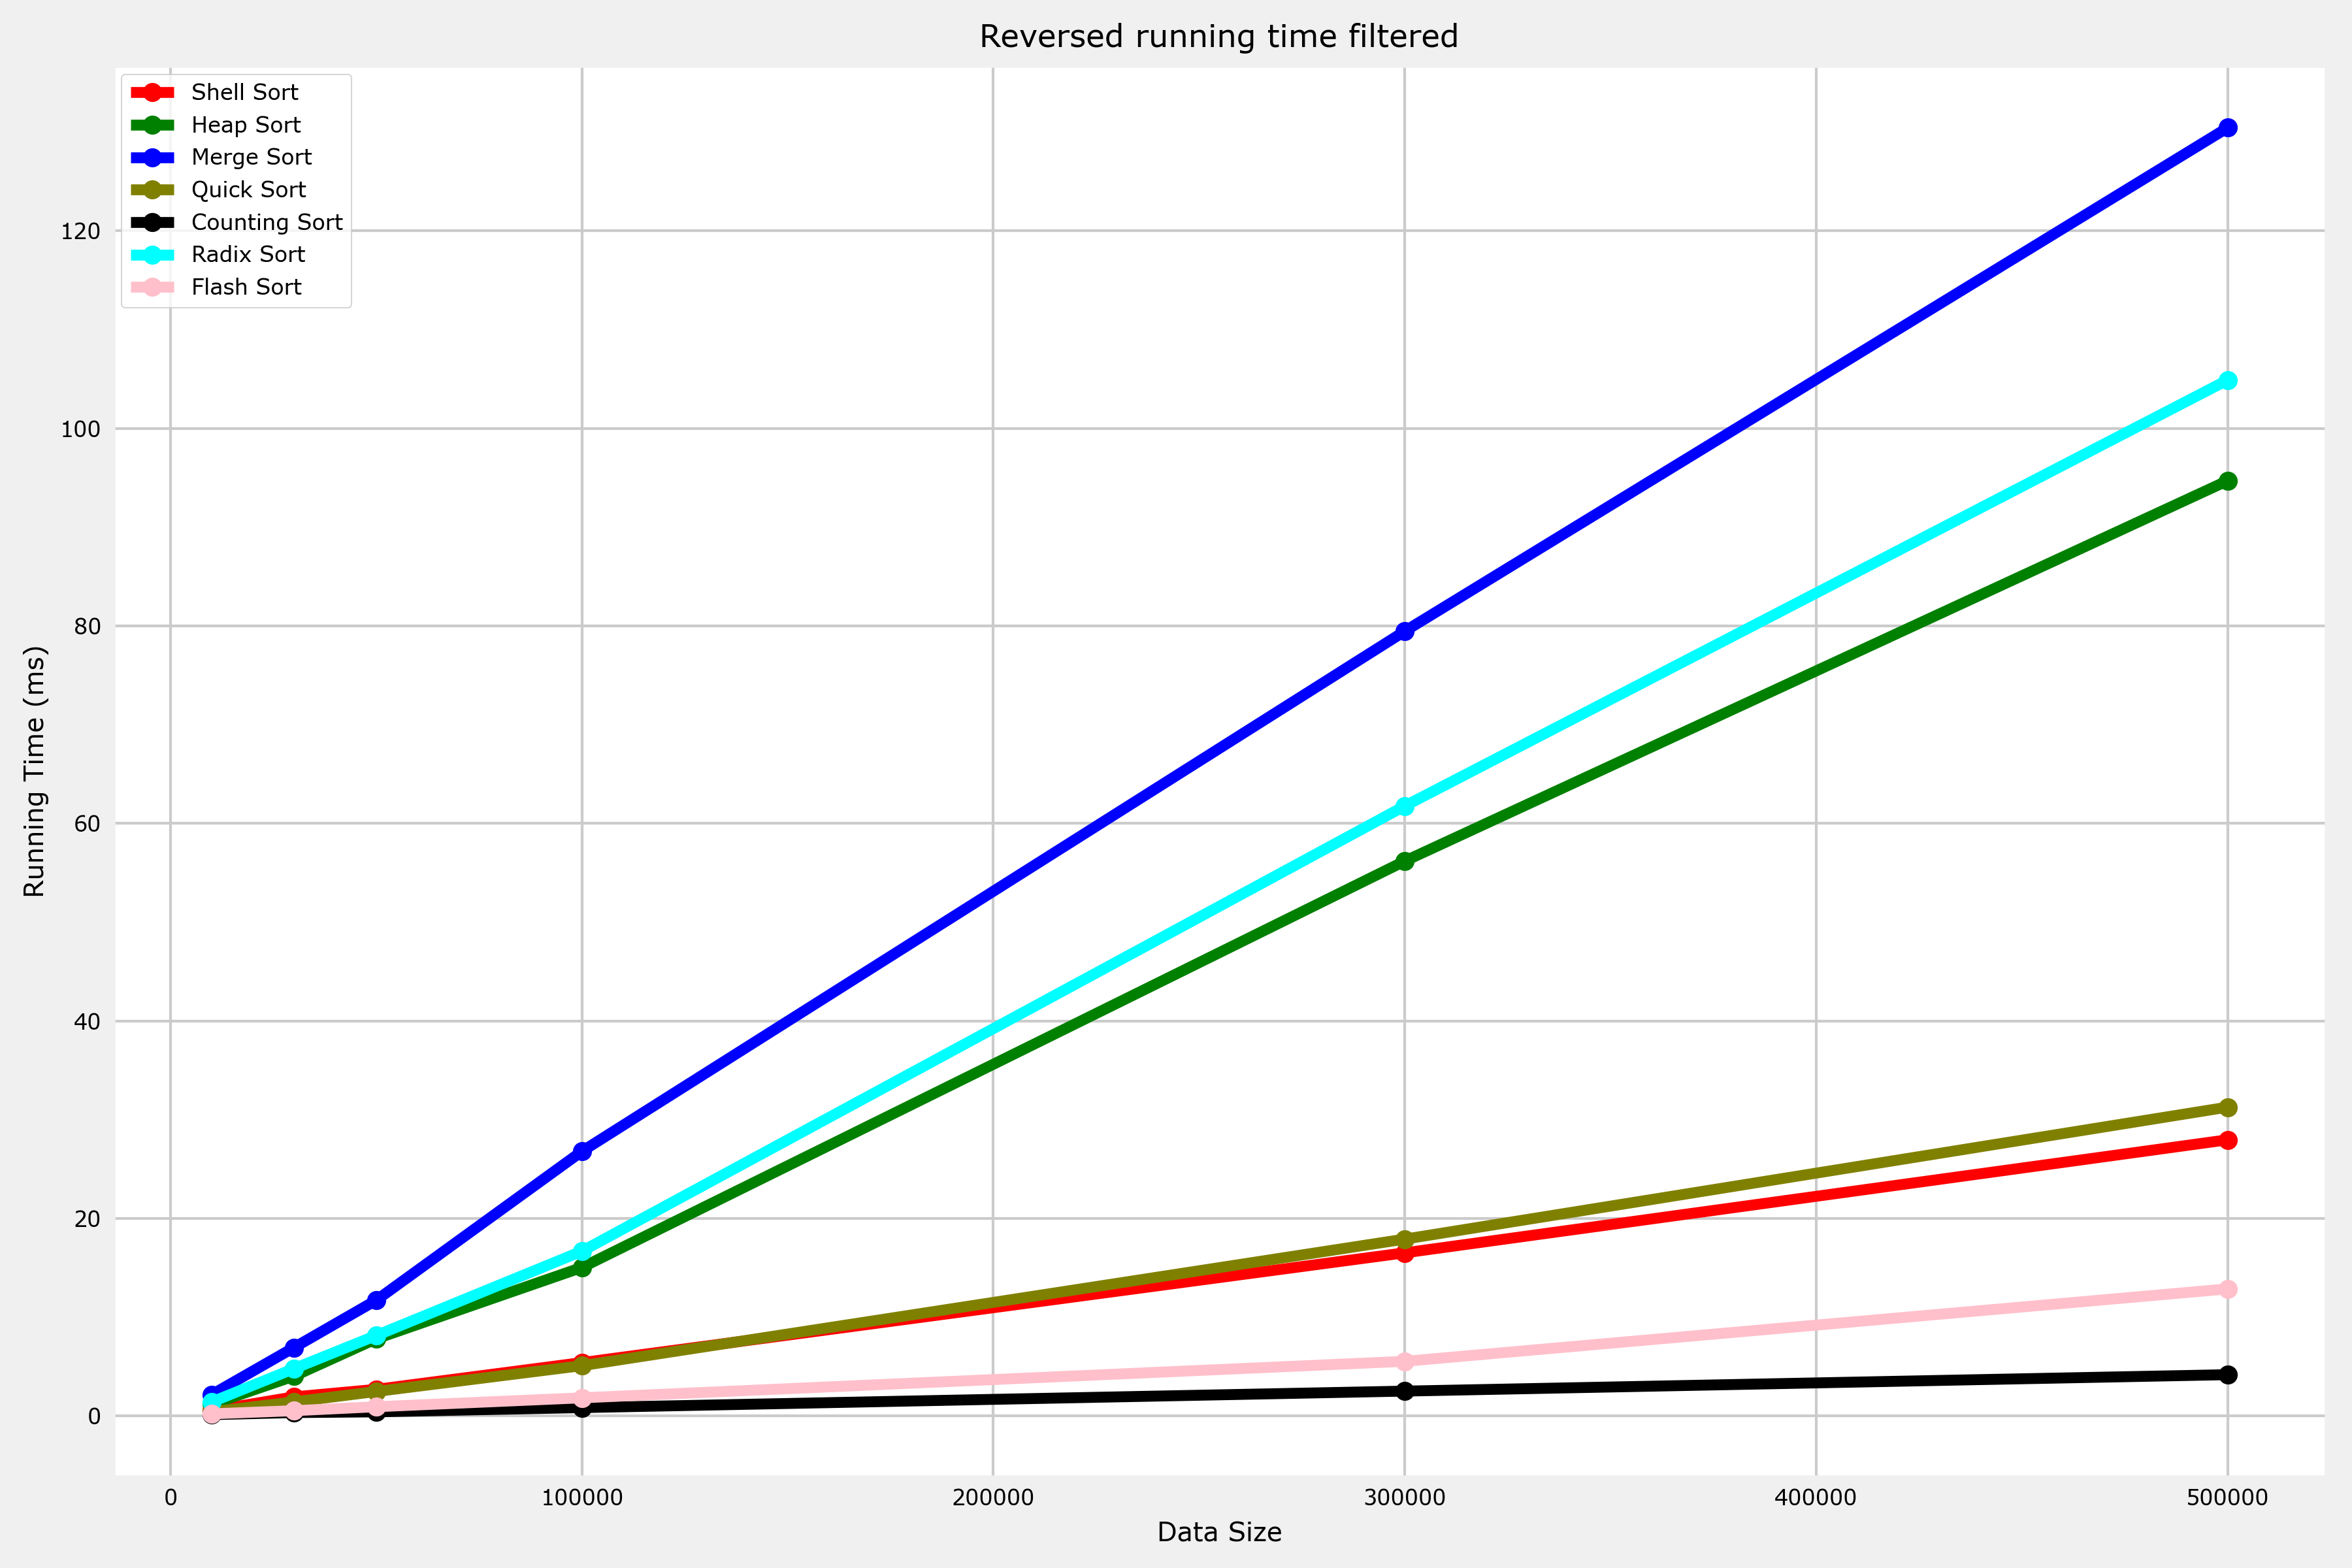 Reversed running time filtered
Shell Sort
Heap Sort
Merge Sort
Quick Sort
Counting Sort
Radix Sort
Flash Sort
Running Time (ms)
120
100
80
60
40
20
0
0 100000 200000 300000 400000 500000
Data Size